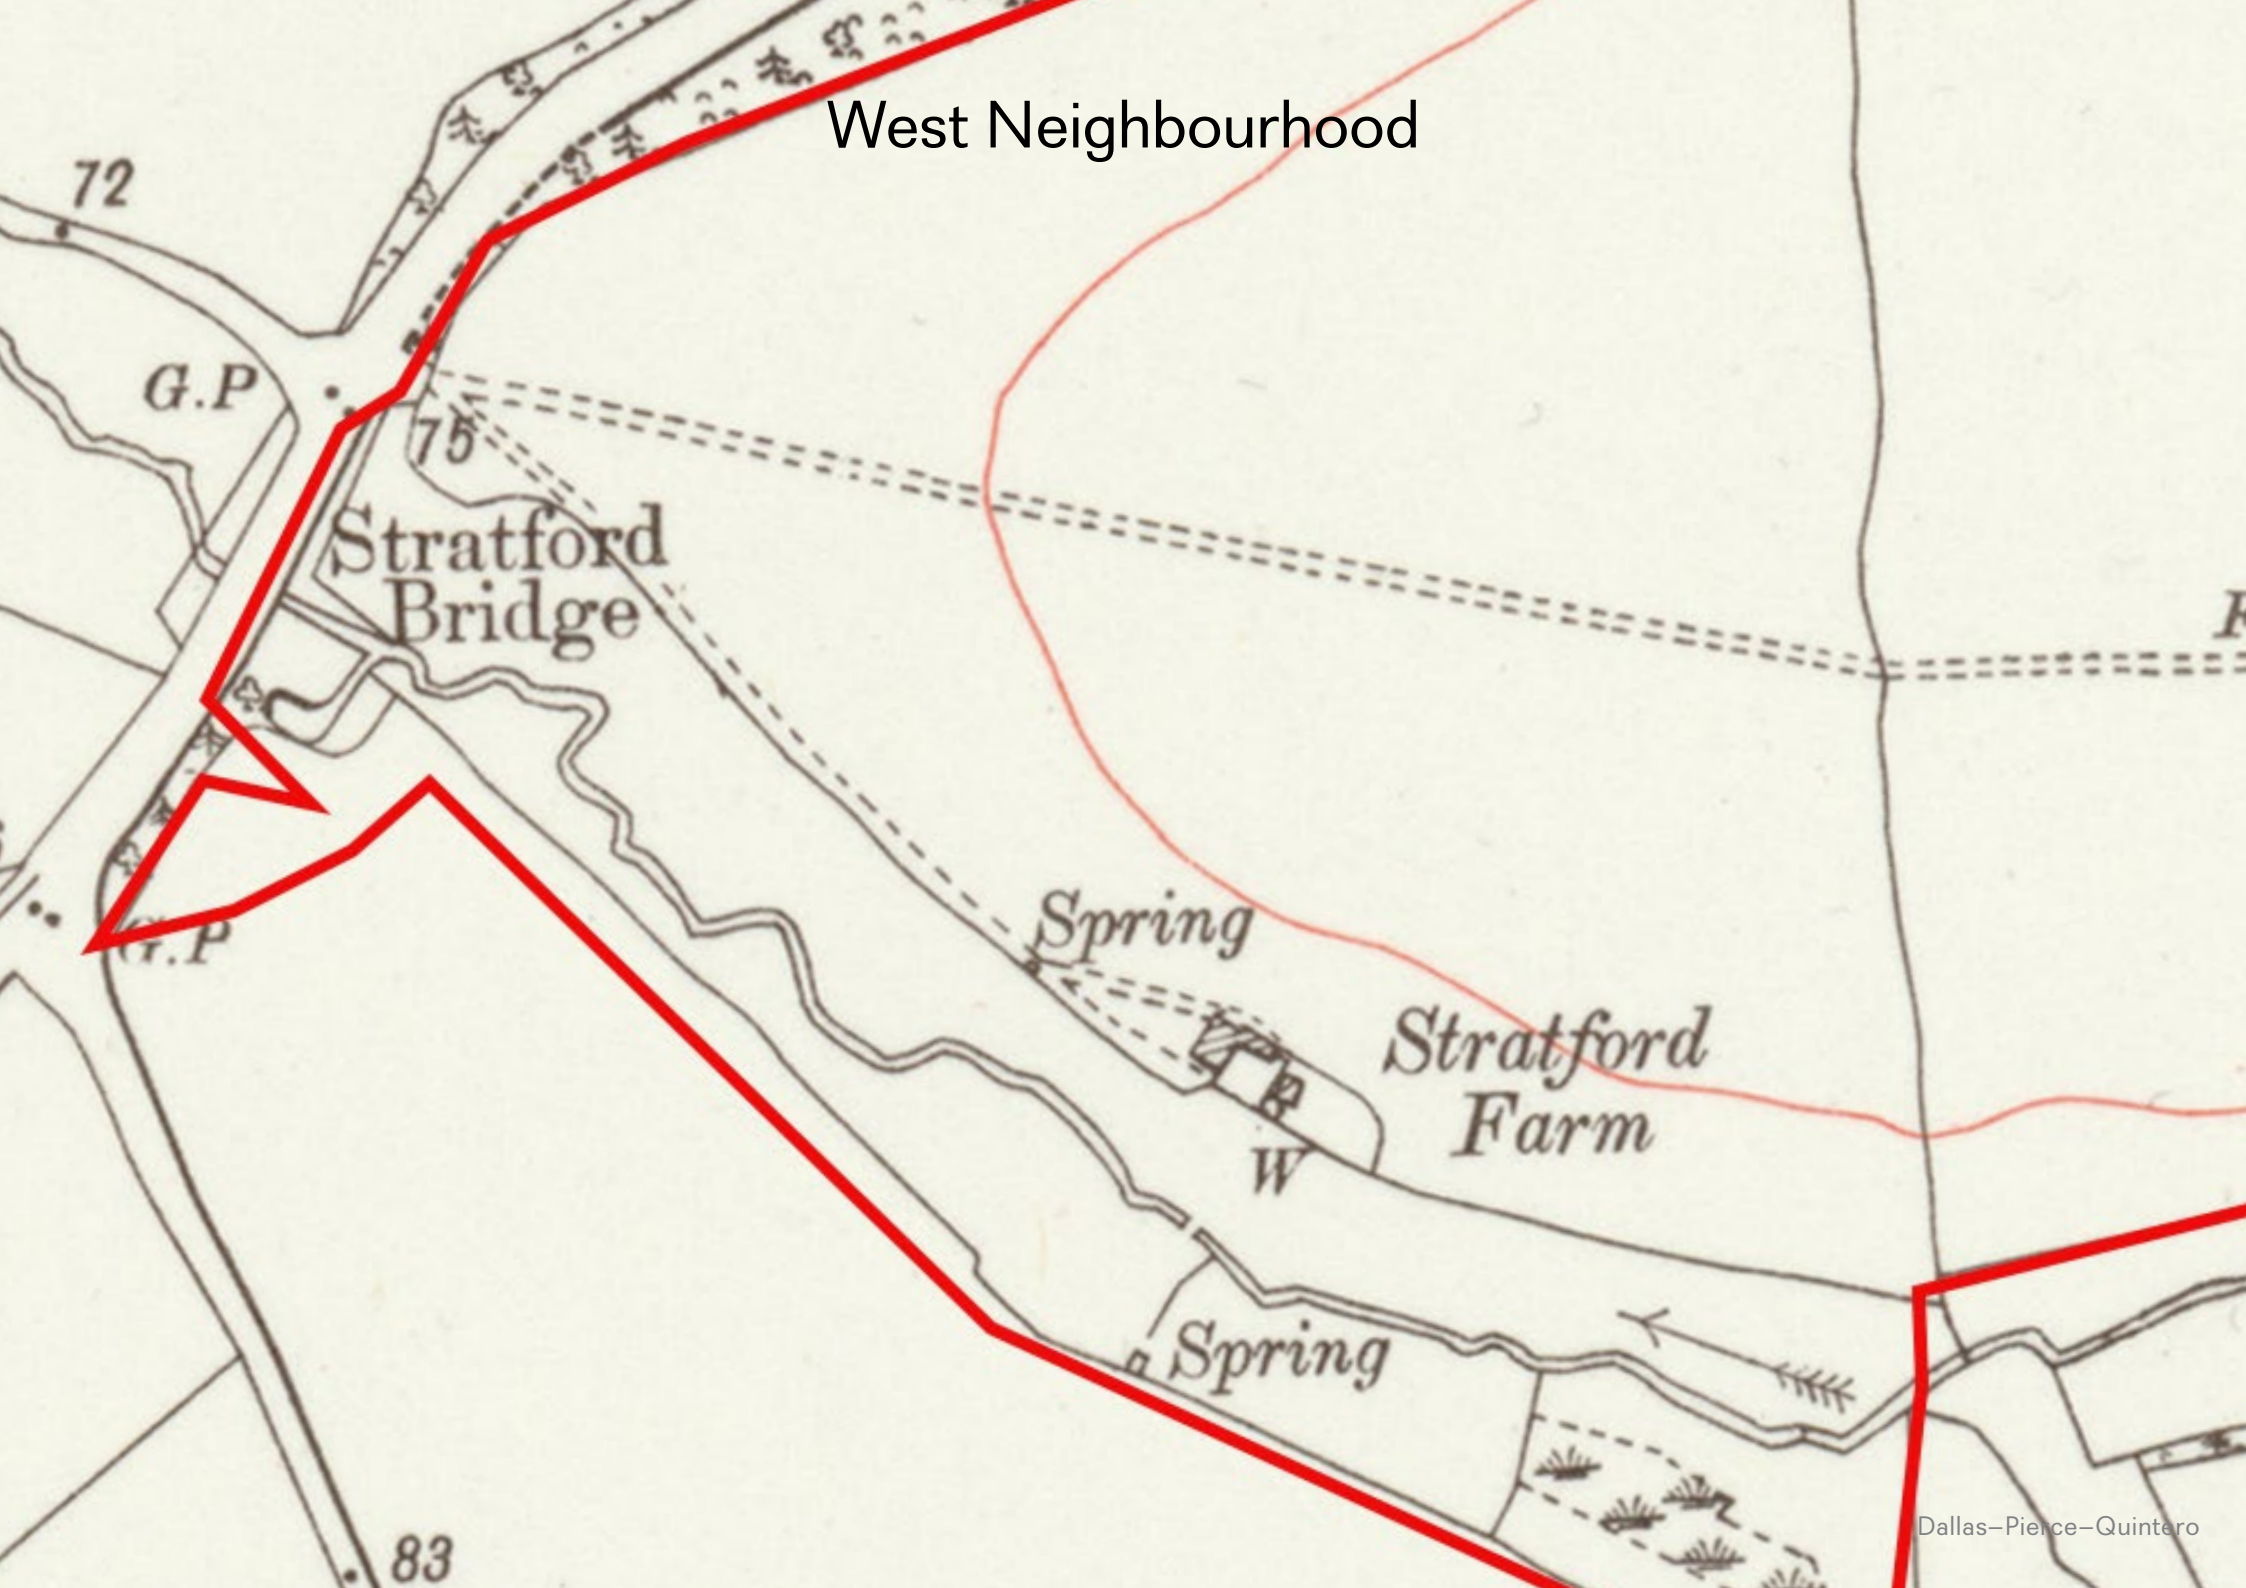 West Neighbourhood
72
G.P
75
Stratford
Bridge
G.P
Spring
Stratford
Farm
W
Spring
83
Dallas–Pierce–Quintero